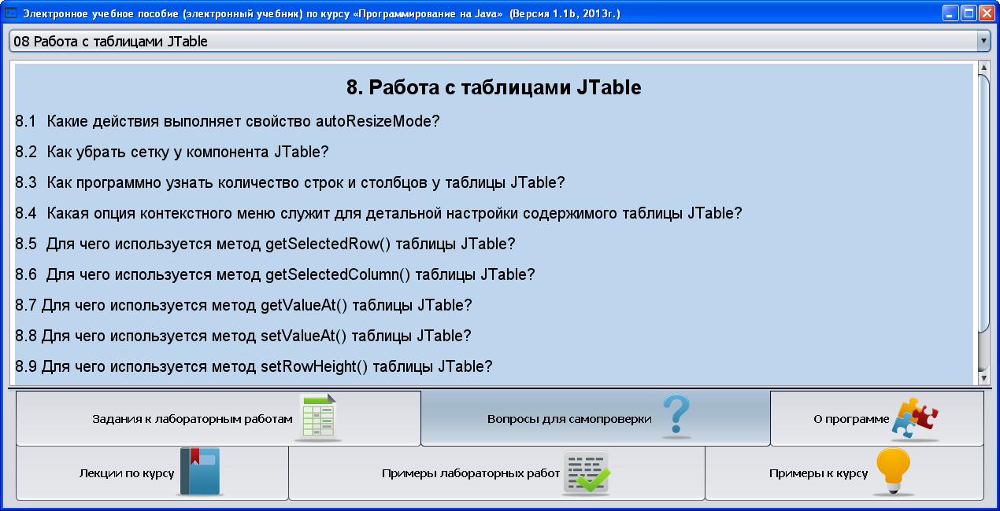 Электронное учебное пособие (электронный учебник) по курсу «Программирование на Java» (Версия 1.1b, 2013г.)
08 Работа с таблицами JTable
8. Работа с таблицами JTable
8.1 Какие действия выполняет свойство autoResizeMode?
8.2 Как убрать сетку у компонента JTable?
8.3 Как программно узнать количество строк и столбцов у таблицы JTable?
8.4 Какая опция контекстного меню служит для детальной настройки содержимого таблицы JTable?
8.5 Для чего используется метод getSelectedRow() таблицы JTable?
8.6 Для чего используется метод getSelectedColumn() таблицы JTable?
8.7 Для чего используется метод getValueAt() таблицы JTable?
8.8 Для чего используется метод setValueAt() таблицы JTable?
8.9 Для чего используется метод setRowHeight() таблицы JTable?
Задания к лабораторным работам
Вопросы для самопроверки
О программе
Лекции по курсу
Примеры лабораторных работ
Примеры к курсу